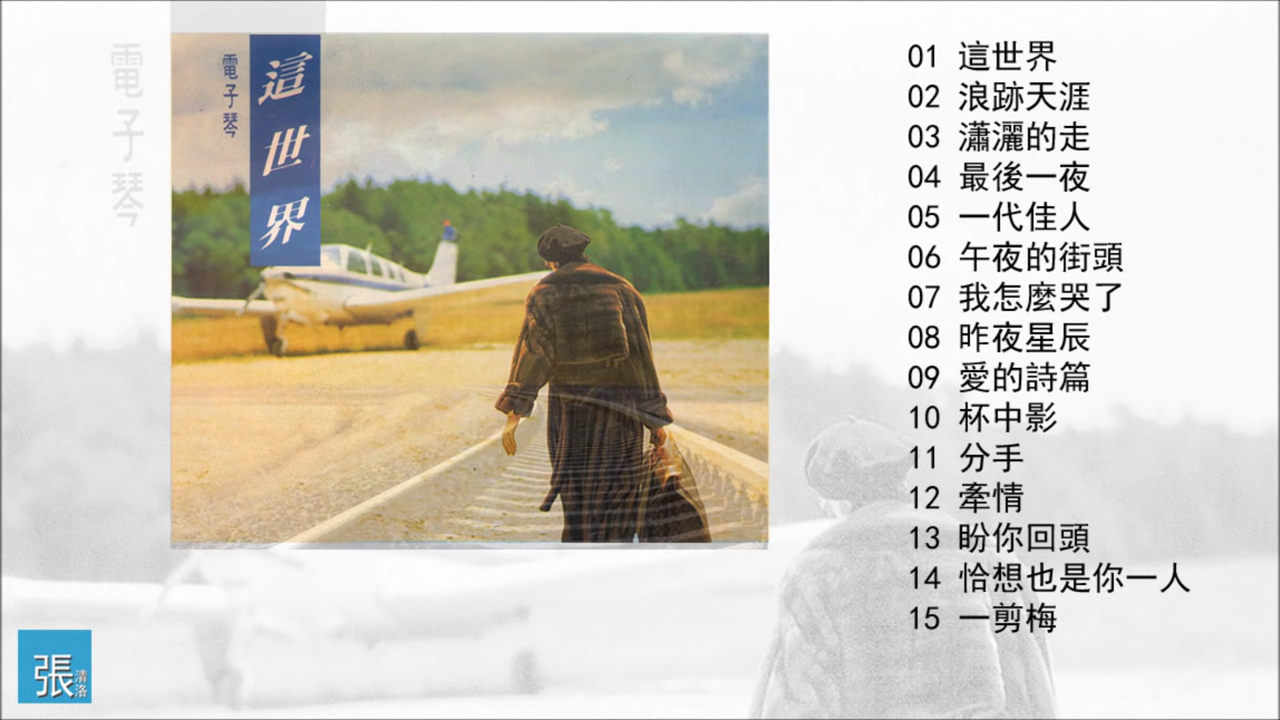 電子琴
電子琴
這世界
01 這世界
02 浪跡天涯
03 瀟灑的走
04 最後一夜
05 一代佳人
06 午夜的街頭
07 我怎麼哭了
08 昨夜星辰
09 愛的詩篇
10 杯中影
11 分手
12 牽情
13 盼你回頭
14 恰想也是你一人
15 一剪梅
張清洛